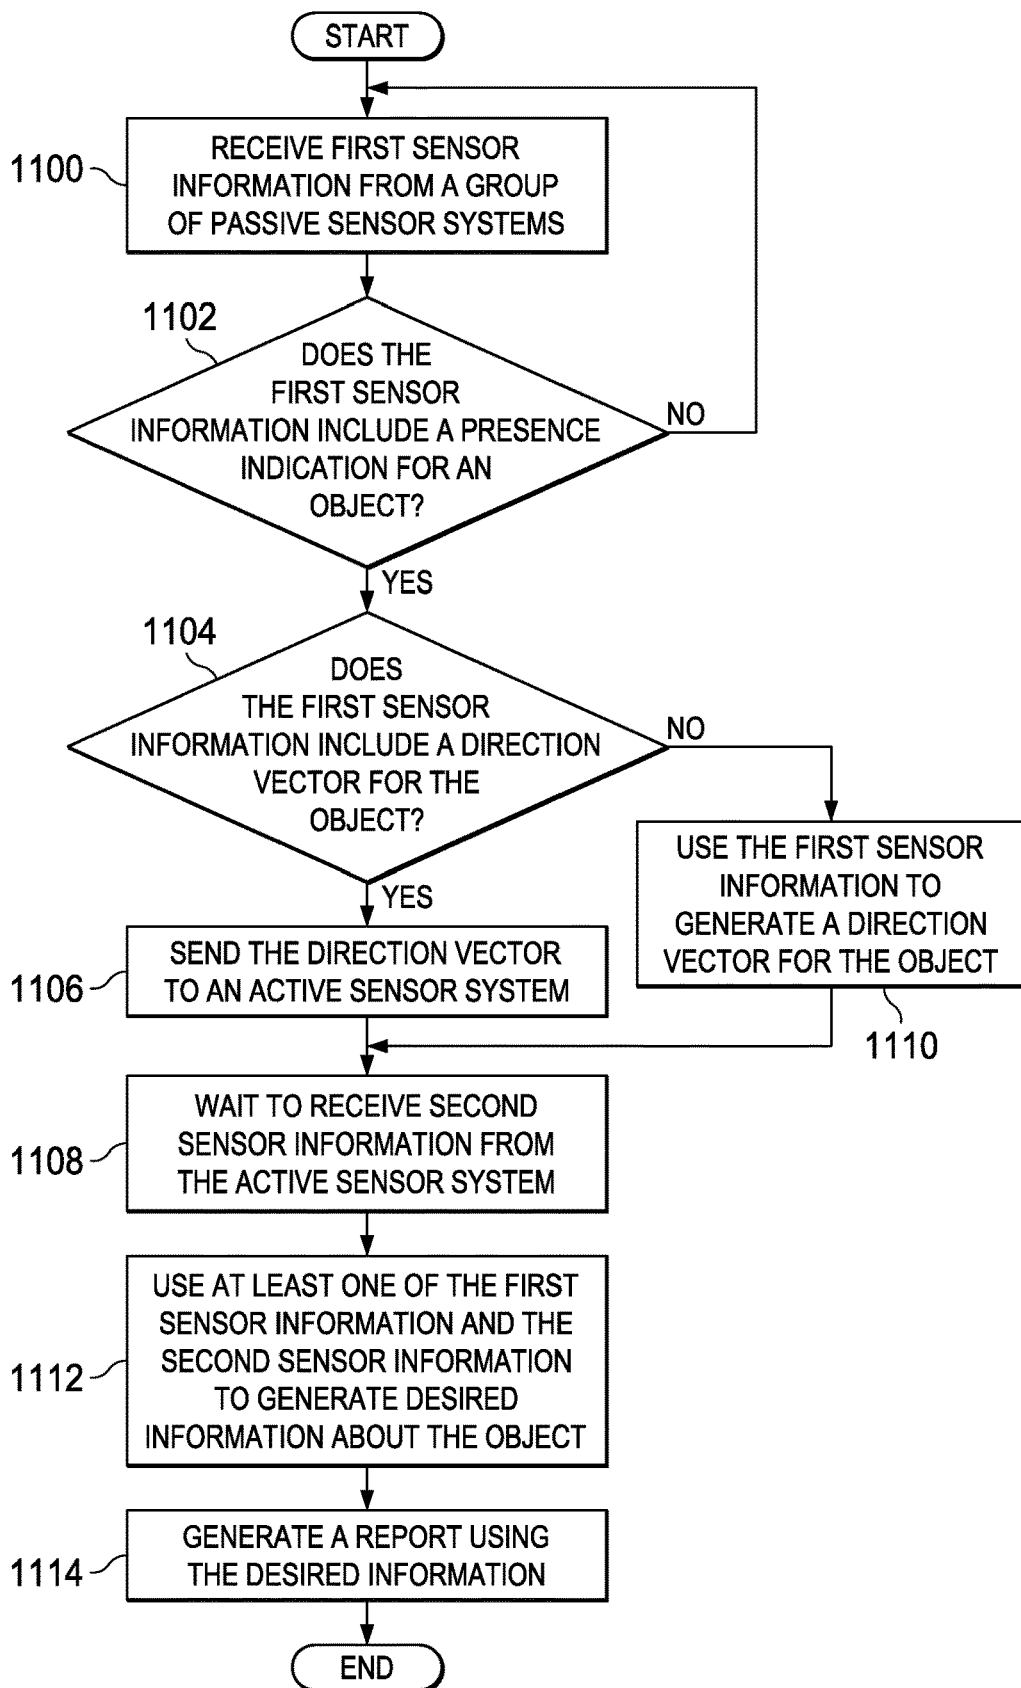 START
1100
RECEIVE FIRST SENSOR
INFORMATION FROM A GROUP
OF PASSIVE SENSOR SYSTEMS
1102
DOES THE
FIRST SENSOR
INFORMATION INCLUDE A PRESENCE
INDICATION FOR AN
OBJECT?
NO
YES
1104
DOES
THE FIRST SENSOR
INFORMATION INCLUDE A DIRECTION
VECTOR FOR THE
OBJECT?
NO
YES
USE THE FIRST SENSOR
INFORMATION TO
GENERATE A DIRECTION
VECTOR FOR THE OBJECT
1110
1106
SEND THE DIRECTION VECTOR
TO AN ACTIVE SENSOR SYSTEM
1108
WAIT TO RECEIVE SECOND
SENSOR INFORMATION FROM
THE ACTIVE SENSOR SYSTEM
1112
USE AT LEAST ONE OF THE FIRST
SENSOR INFORMATION AND THE
SECOND SENSOR INFORMATION
TO GENERATE DESIRED
INFORMATION ABOUT THE OBJECT
1114
GENERATE A REPORT USING
THE DESIRED INFORMATION
END